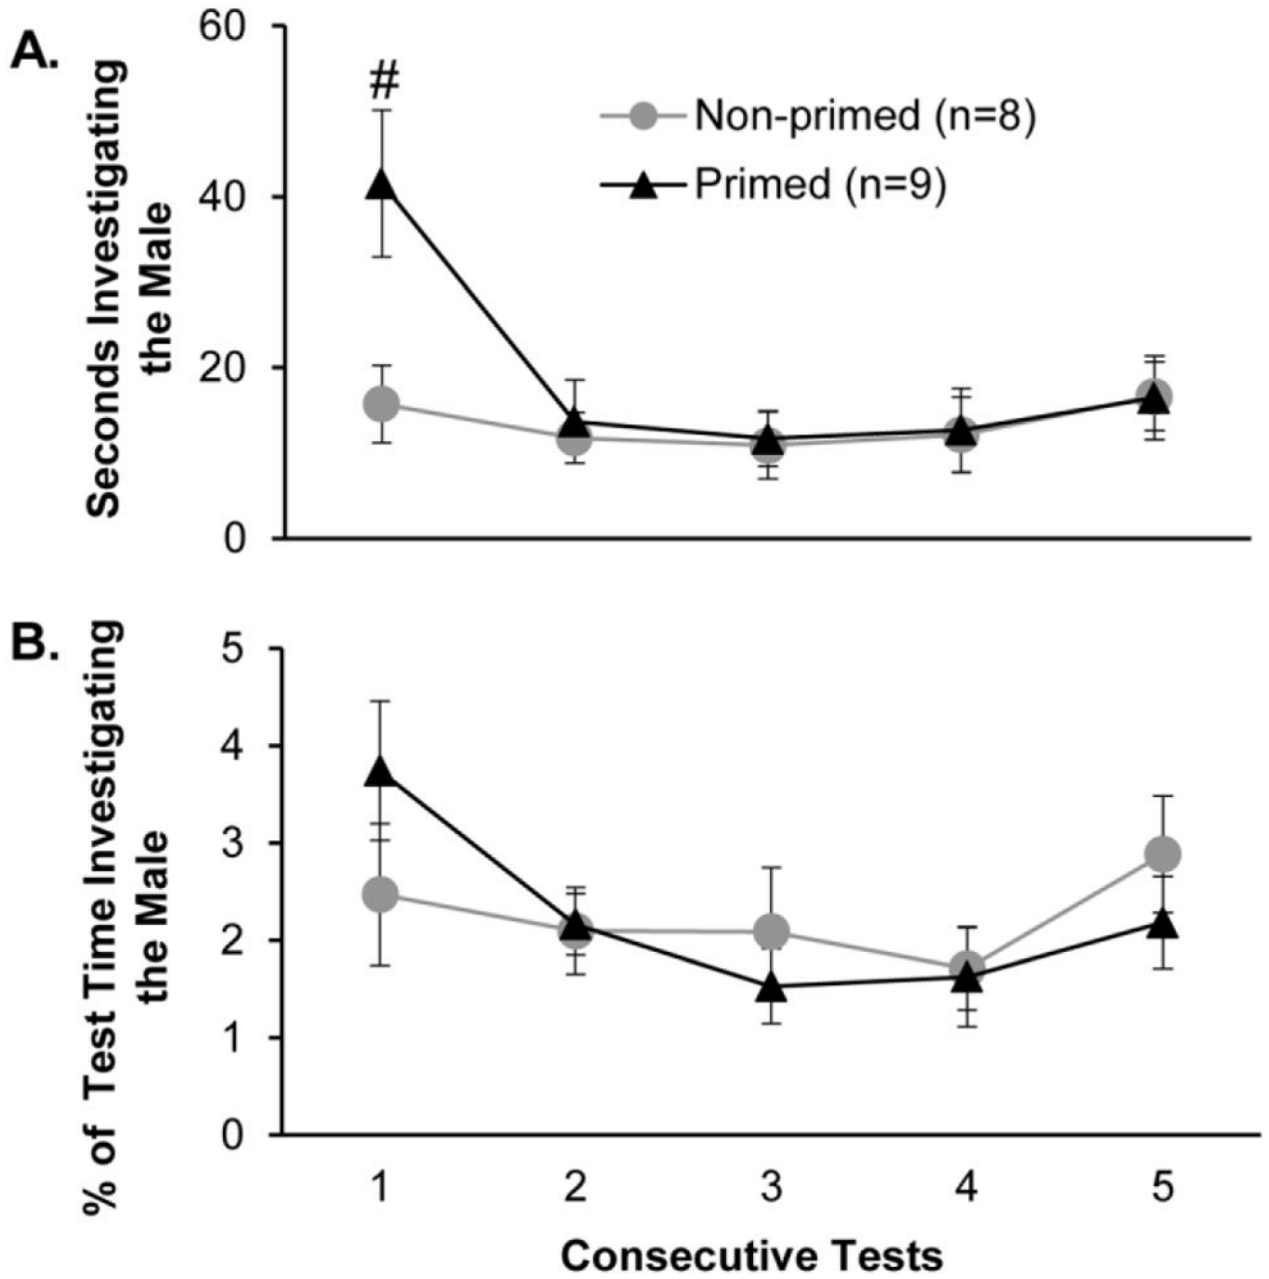 A.
Seconds Investigating
the Male
60
40
20
0
#
Non-primed (n=8)
Primed (n=9)
B.
% of Test Time Investigating
the Male
5
4
3
2
1
0
1 2 3 4 5
Consecutive Tests